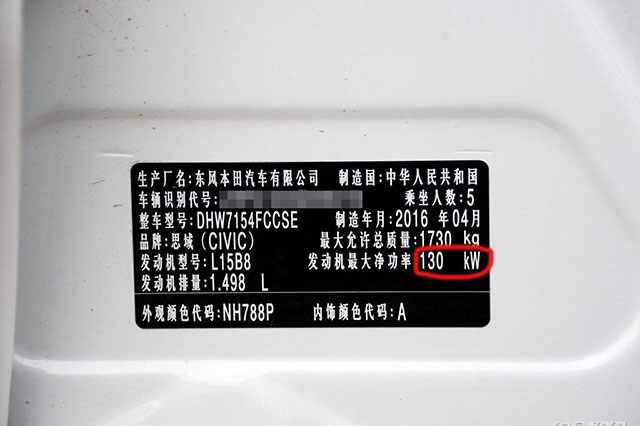 生产厂名:东风本田汽车有限公司 制造国:中华人民共和国
车辆识别代号: 乘坐人数:5
整车型号:DHW7154FCCSE 制造年月:2016 年04月
品牌:思域(CIVIC) 最大允许总质量:1730 kg
发动机型号:L15B8 发动机最大净功率:130 kW
发动机排量:1.498 L
外观颜色代码:NH788P 内饰颜色代码:A